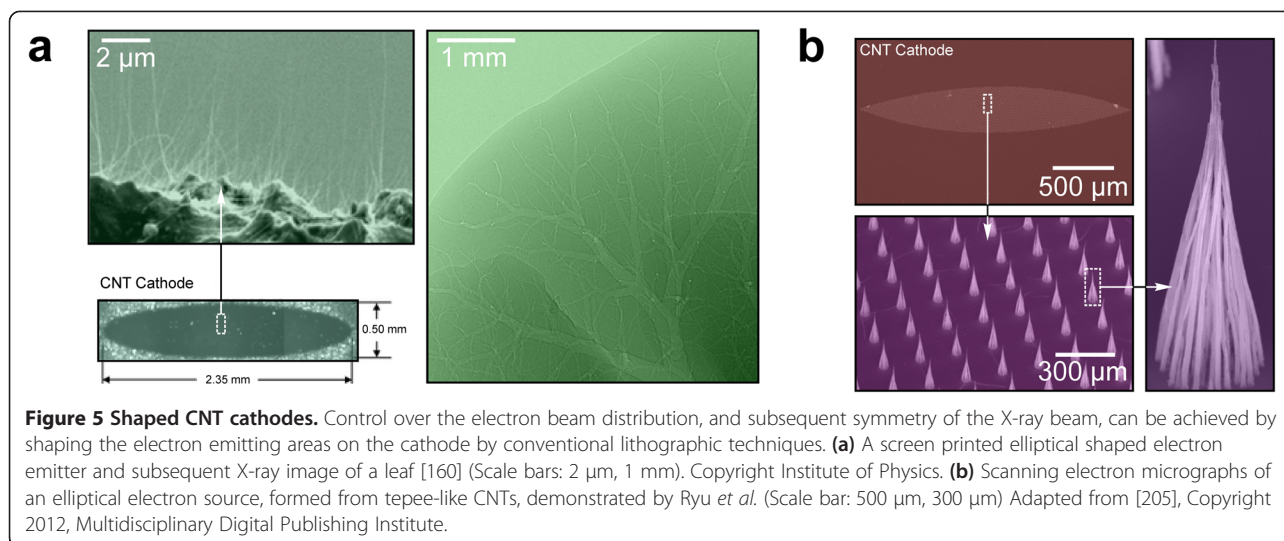 a
2 µm
1 mm
CNT Cathode
0.50 mm
2.35 mm
b
CNT Cathode
500 µm
300 µm
Figure 5 Shaped CNT cathodes. Control over the electron beam distribution, and subsequent symmetry of the X-ray beam, can be achieved by
shaping the electron emitting areas on the cathode by conventional lithographic techniques. (a) A screen printed elliptical shaped electron
emitter and subsequent X-ray image of a leaf [160] (Scale bars: 2 µm, 1 mm). Copyright Institute of Physics. (b) Scanning electron micrographs of
an elliptical electron source, formed from tepee-like CNTs, demonstrated by Ryu et al. (Scale bar: 500 µm, 300 µm) Adapted from [205], Copyright
2012, Multidisciplinary Digital Publishing Institute.